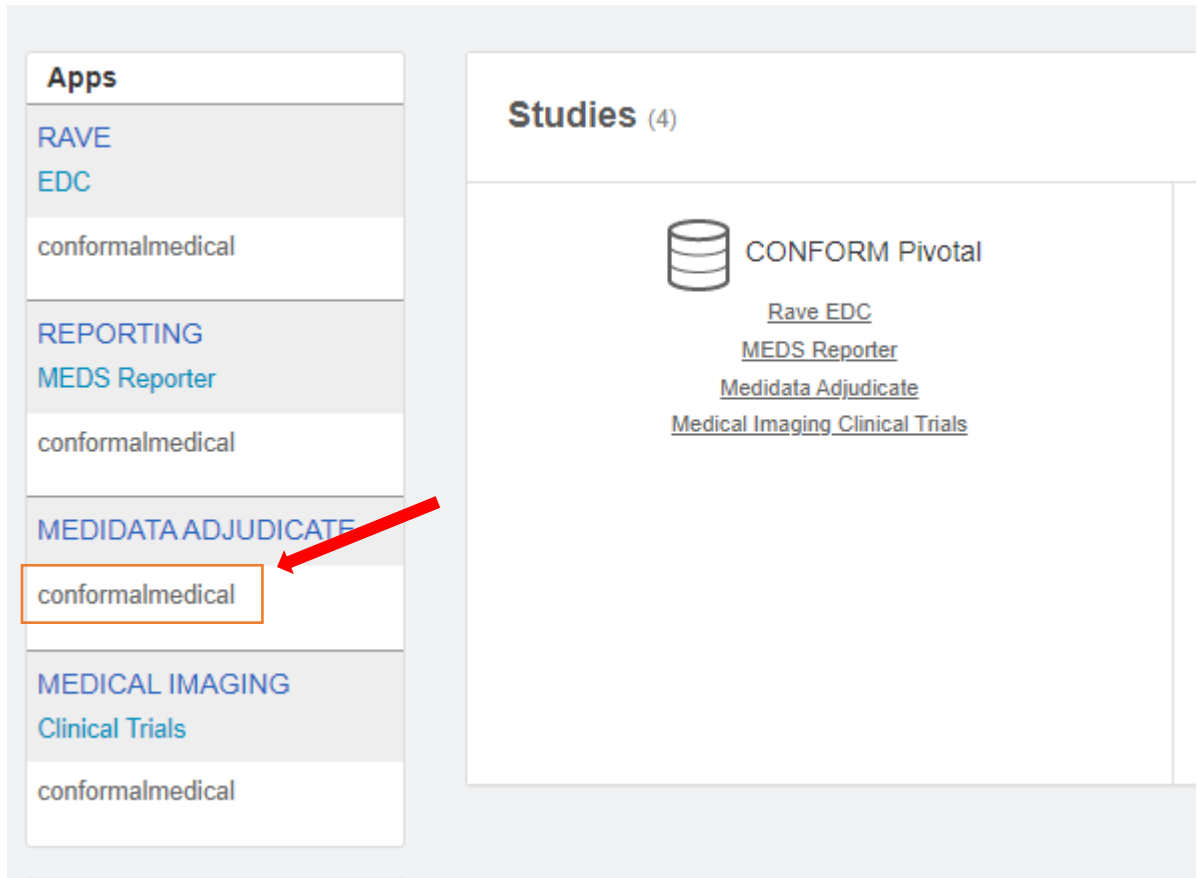 Apps
RAVE
EDC
conformalmedical
REPORTING
MEDS Reporter
conformalmedical
MEDIDATA ADJUDICATE
conformalmedical
MEDICAL IMAGING
Clinical Trials
conformalmedical
Studies (4)
CONFORM Pivotal
Rave EDC
MEDS Reporter
Medidata Adjudicate
Medical Imaging Clinical Trials